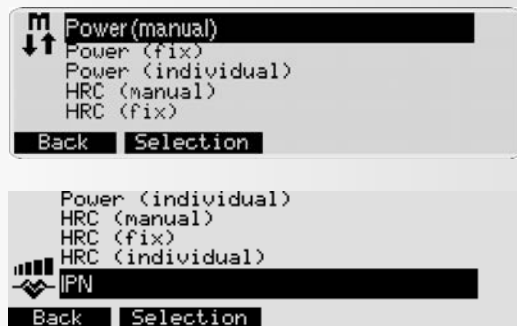 m
Power (manual)
Power (fix)
Power (individual)
HRC (manual)
HRC (fix)
Back Selection
Power (individual)
HRC (manual)
HRC (fix)
HRC (individual)
IPN
Back Selection